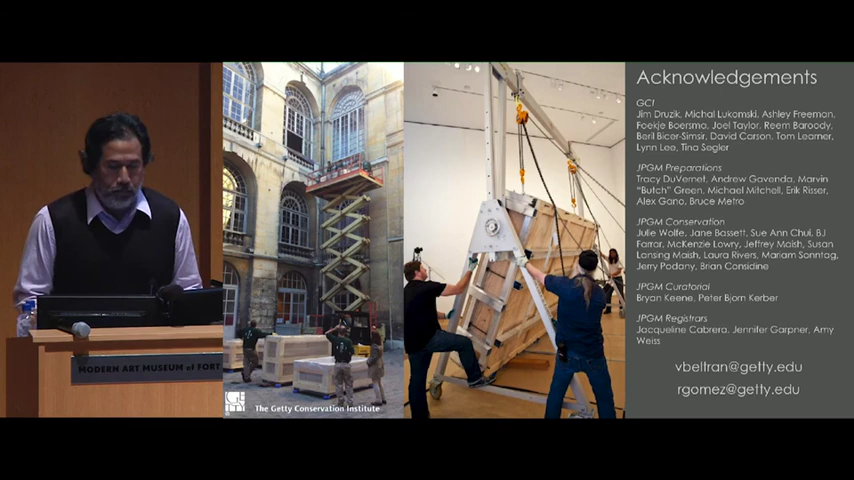 MODERN ART MUSEUM of FORT
The Getty Conservation Institute
Acknowledgements
GCI
Jim Druzik, Michal Lukomski, Ashley Freeman,
Foekje Boersma, Joel Taylor, Reem Baroody,
Beril Bicer-Simsir, David Carson, Tom Learner,
Lynn Lee, Tina Segler
JPGM Preparations
Tracy DuVernet, Andrew Gavenda, Marvin
"Butch" Green, Michael Mitchell, Erik Risser,
Alex Gano, Bruce Metro
JPGM Conservation
Julie Wolfe, Jane Bassett, Sue Ann Chui, BJ
Farrar, McKenzie Lowry, Jeffrey Maish, Susan
Lansing Maish, Laura Rivers, Mariam Sonntag,
Jerry Podany, Brian Considine
JPGM Curatorial
Bryan Keene, Peter Bjorn Kerber
JPGM Registrars
Jacqueline Cabrera, Jennifer Garpner, Amy
Weiss
vbeltran@getty.edu
rgomez@getty.edu